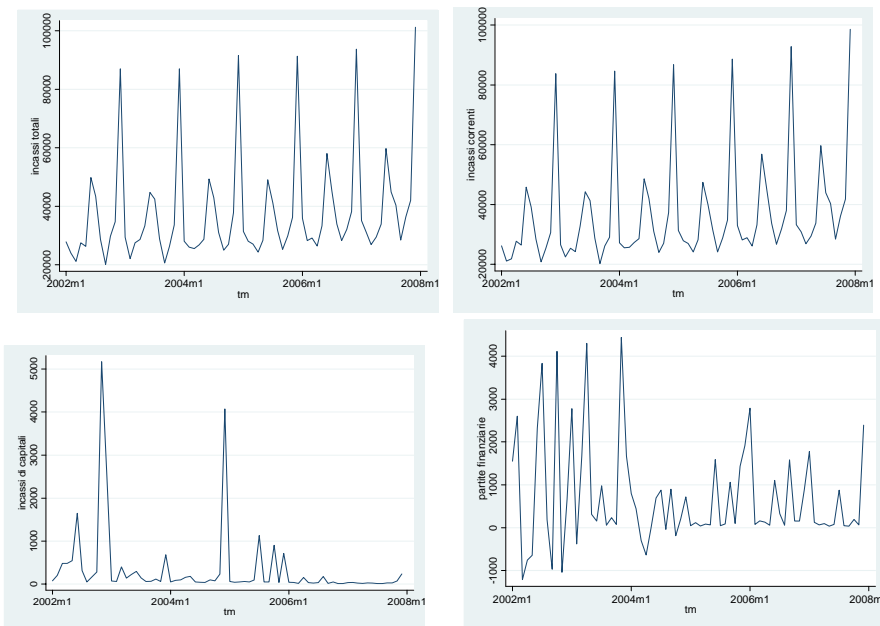 incassi totali
100000
80000
60000
40000
20000
2002m1 2004m1 2006m1 2008m1
tm
incassi correnti
100000
80000
60000
40000
20000
2002m1 2004m1 2006m1 2008m1
tm
incassi di capitali
5000
4000
3000
2000
1000
0
2002m1 2004m1 2006m1 2008m1
tm
partite finanziarie
4000
3000
2000
1000
0
-1000
2002m1 2004m1 2006m1 2008m
tm